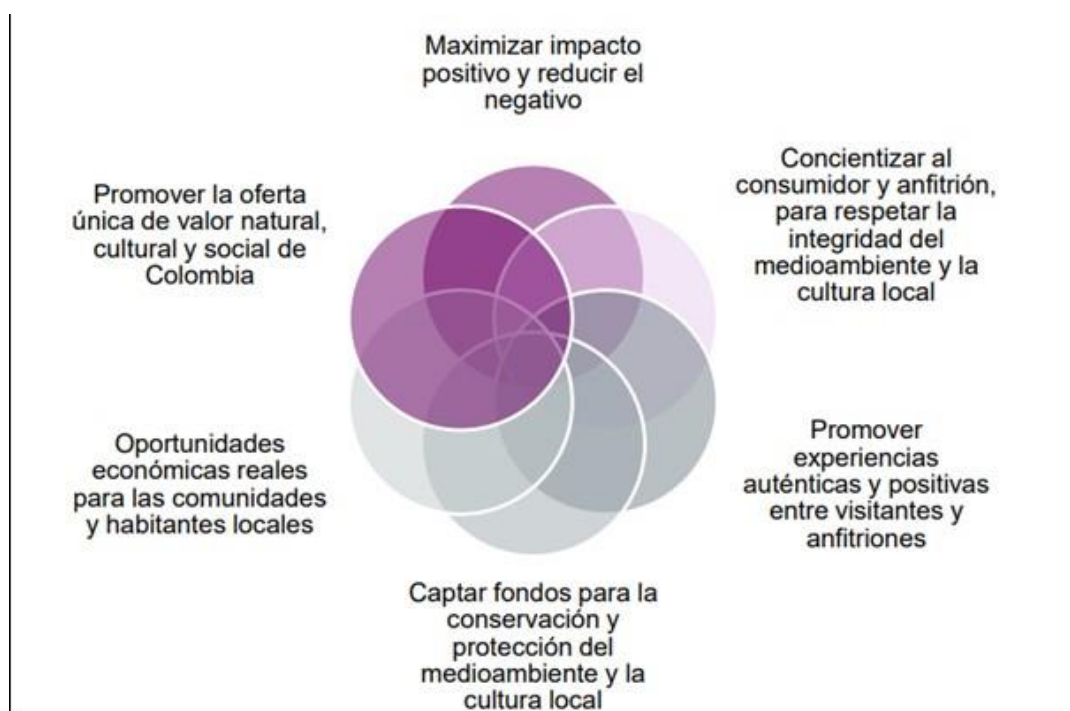 Maximizar impacto
positivo y reducir el
negativo
Concientizar al
consumidor y anfitrión,
para respetar la
integridad del
medioambiente y la
cultura local
Promover
experiencias
auténticas y positivas
entre visitantes y
anfitriones
Captar fondos para la
conservación y
protección del
medioambiente y la
cultura local
Oportunidades
económicas reales
para las comunidades
y habitantes locales
Promover la oferta
única de valor natural,
cultural y social de
Colombia